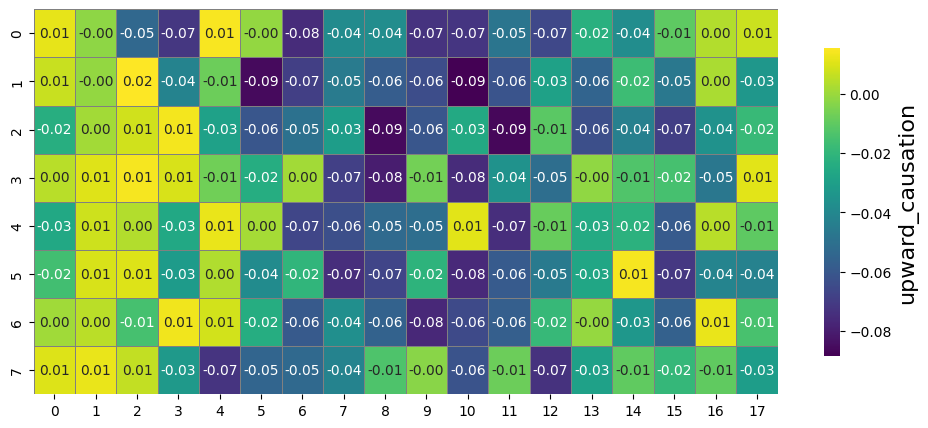 0 0.01 -0.00 -0.05 -0.07 0.01 -0.00 -0.08 -0.04 -0.04 -0.07 -0.07 -0.05 -0.07 -0.02 -0.04 -0.01 0.00 0.01
1 0.01 -0.00 0.02 -0.04 -0.01 -0.09 -0.07 -0.05 -0.06 -0.06 -0.09 -0.06 -0.03 -0.06 -0.02 -0.05 0.00 -0.03
2 -0.02 0.00 0.01 0.01 -0.03 -0.06 -0.05 -0.03 -0.09 -0.06 -0.03 -0.09 -0.01 -0.06 -0.04 -0.07 -0.04 -0.02
3 0.00 0.01 0.01 0.01 -0.01 -0.02 0.00 -0.07 -0.08 -0.01 -0.08 -0.04 -0.05 -0.00 -0.01 -0.02 -0.05 0.01
4 -0.03 0.01 0.00 -0.03 0.01 0.00 -0.07 -0.06 -0.05 -0.05 0.01 -0.07 -0.01 -0.03 -0.02 -0.06 0.00 -0.01
5 -0.02 0.01 0.01 -0.03 0.00 -0.04 -0.02 -0.07 -0.07 -0.02 -0.08 -0.06 -0.05 -0.03 0.01 -0.07 -0.04 -0.04
6 0.00 0.00 -0.01 0.01 0.01 -0.02 -0.06 -0.04 -0.06 -0.08 -0.06 -0.06 -0.02 -0.00 -0.03 -0.06 0.01 -0.01
7 0.01 0.01 0.01 -0.03 -0.07 -0.05 -0.05 -0.04 -0.01 -0.00 -0.06 -0.01 -0.07 -0.03 -0.01 -0.02 -0.01 -0.03
0 1 2 3 4 5 6 7 8 9 10 11 12 13 14 15 16 17
0.00
−0.02
−0.04
−0.06
−0.08
upward_causation